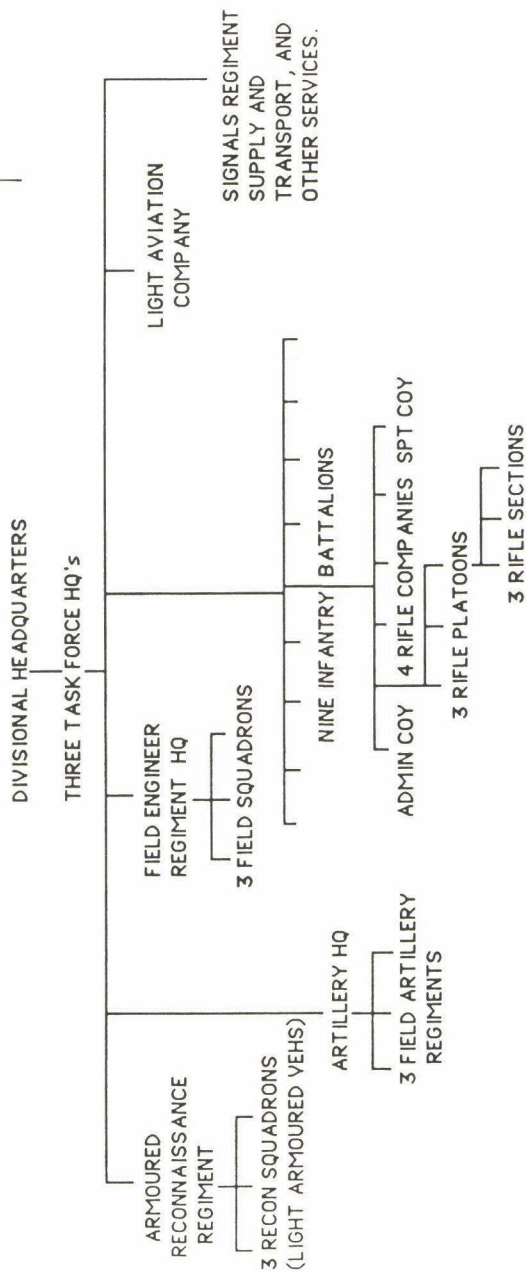 DIVISIONAL HEADQUARTERS
THREE TASK FORCE HQ's
ARMOURED
RECONNAISSANCE
REGIMENT
3 RECON SQUADRONS
(LIGHT ARMOURED VEHS)
ARTILLERY HQ
3 FIELD ARTILLERY
REGIMENTS
FIELD ENGINEER
REGIMENT HQ
3 FIELD SQUADRONS
NINE INFANTRY BATTALIONS
ADMIN COY 4 RIFLE COMPANIES SPT COY
3 RIFLE PLATOONS
3 RIFLE SECTIONS
LIGHT AVIATION
COMPANY
SIGNALS REGIMENT
SUPPLY AND
TRANSPORT, AND
OTHER SERVICES.